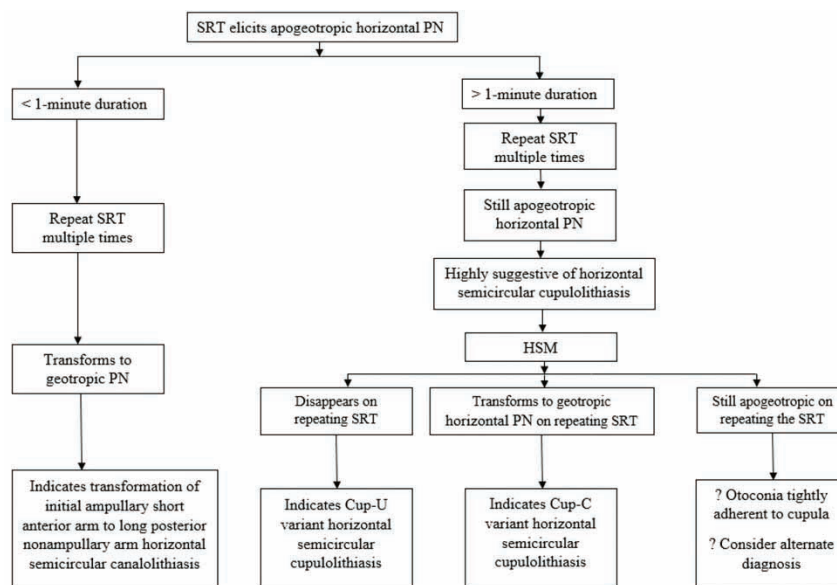 SRT elicits apogeotropic horizontal PN
< 1-minute duration
> 1-minute duration
Repeat SRT
multiple times
Repeat SRT
multiple times
Still apogeotropic
horizontal PN
Highly suggestive of horizontal
semicircular cupulolithiasis
Transforms to
geotropic PN
HSM
Disappears on
repeating SRT
Transforms to geotropic
horizontal PN on repeating SRT
Still apogeotropic on
repeating the SRT
Indicates transformation of
initial ampullary short
anterior arm to long posterior
nonampullary arm horizontal
semicircular canalolithiasis
Indicates Cup-U
variant horizontal
semicircular
cupulolithiasis
Indicates Cup-C
variant horizontal
semicircular
cupulolithiasis
? Otoconia tightly
adherent to cupula
? Consider alternate
diagnosis